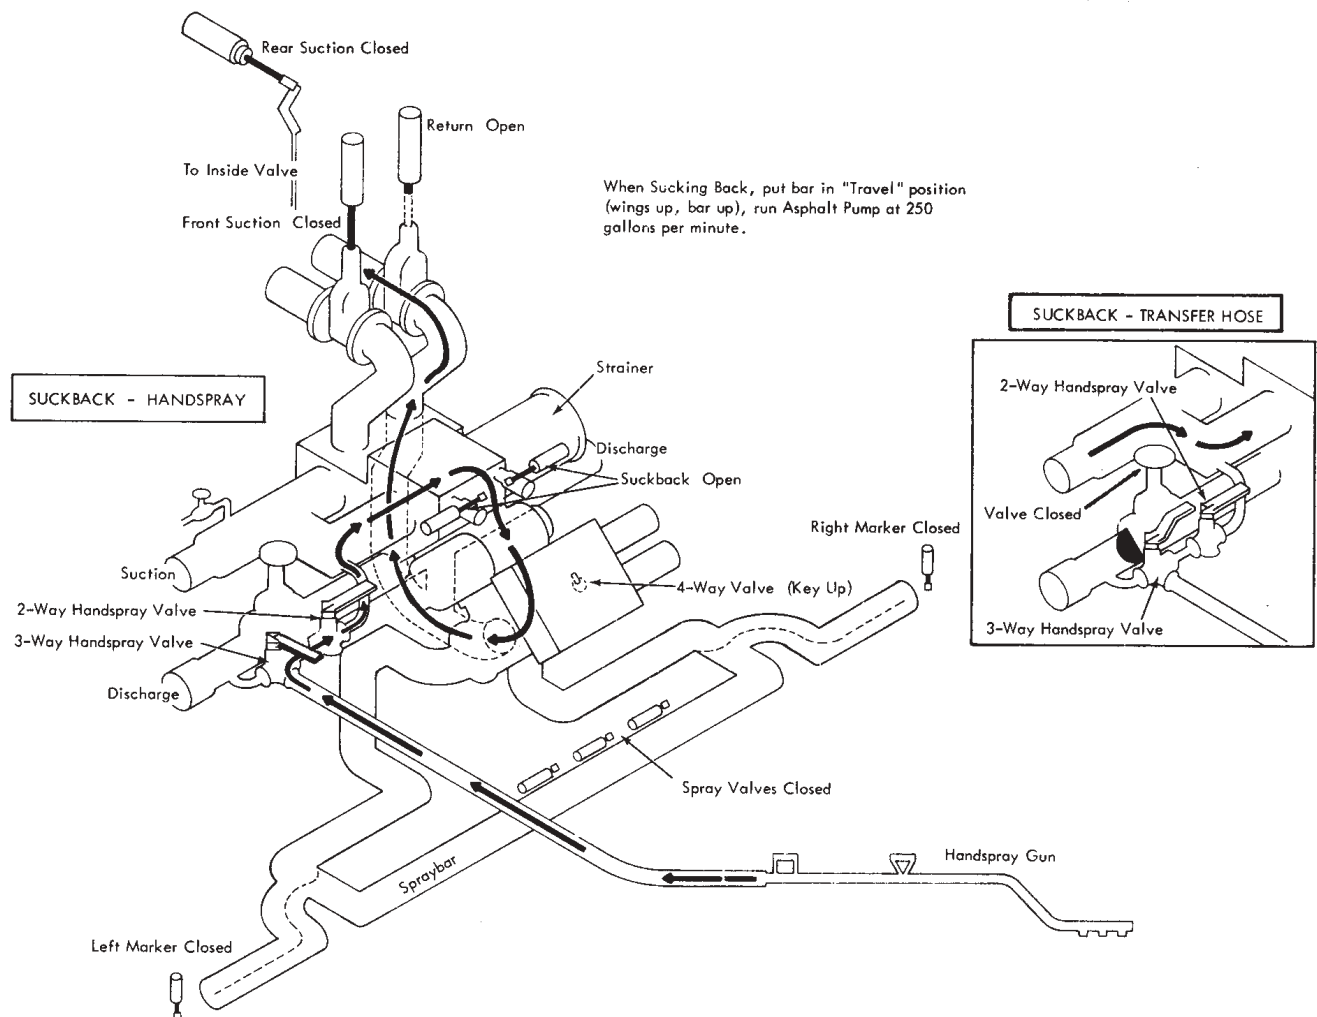 Rear Suction Closed
Return Open
To Inside Valve
Front Suction Closed
When Sucking Back, put bar in "Travel" position
(wings up, bar up), run Asphalt Pump at 250
gallons per minute.
SUCKBACK - TRANSFER HOSE
2-Way Handspray Valve
Valve Closed
3-Way Handspray Valve
SUCKBACK - HANDSPRAY
Strainer
Discharge
Suckback Open
Right Marker Closed
4-Way Valve (Key Up)
Suction
2-Way Handspray Valve
3-Way Handspray Valve
Discharge
Spray Valves Closed
Spraybar
Handspray Gun
Left Marker Closed